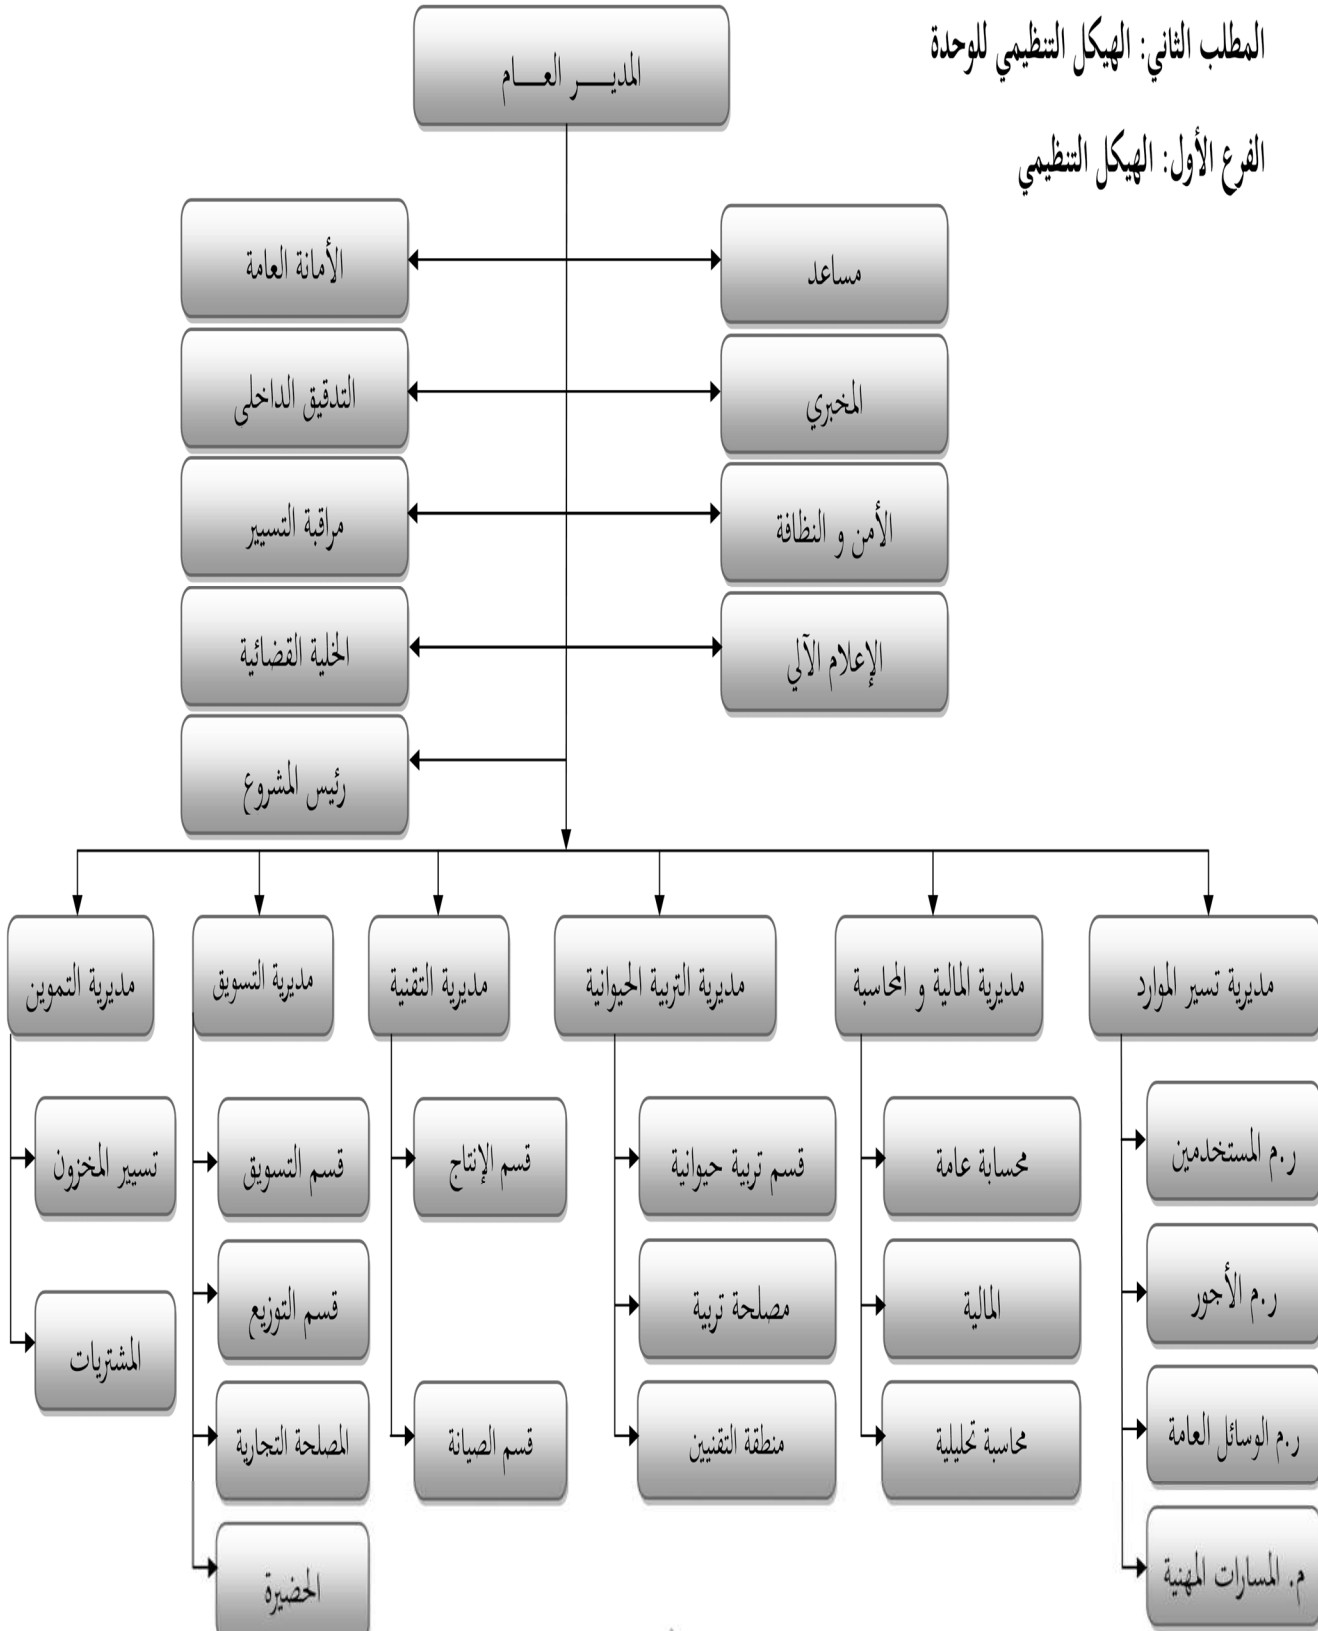 المطلب الثاني: الهيكل التنظيمي للوحدة
الفرع الأول: الهيكل التنظيمي
المديـــر العـــام
مساعد
الأمانة العامة
المخبري
التدقيق الداخلى
الأمن و النظافة
مراقبة التسيير
الإعلام الآلي
الخلية القضائية
رئيس المشروع
مديرية تسير الموارد
مديرية المالية و المحاسبة
مديرية التربية الحيوانية
مديرية التقنية
مديرية التسويق
مديرية التموين
ر.م المستخدمين
ر.م الأجور
ر.م الوسائل العامة
م. المسارات المهنية
محسابة عامة
المالية
محاسبة تحليلية
قسم تربية حيوانية
مصلحة تربية
منطقة التقنيين
قسم الإنتاج
قسم الصيانة
قسم التسويق
قسم التوزيع
المصلحة التجارية
الحضيرة
تسيير المخزون
المشتريات